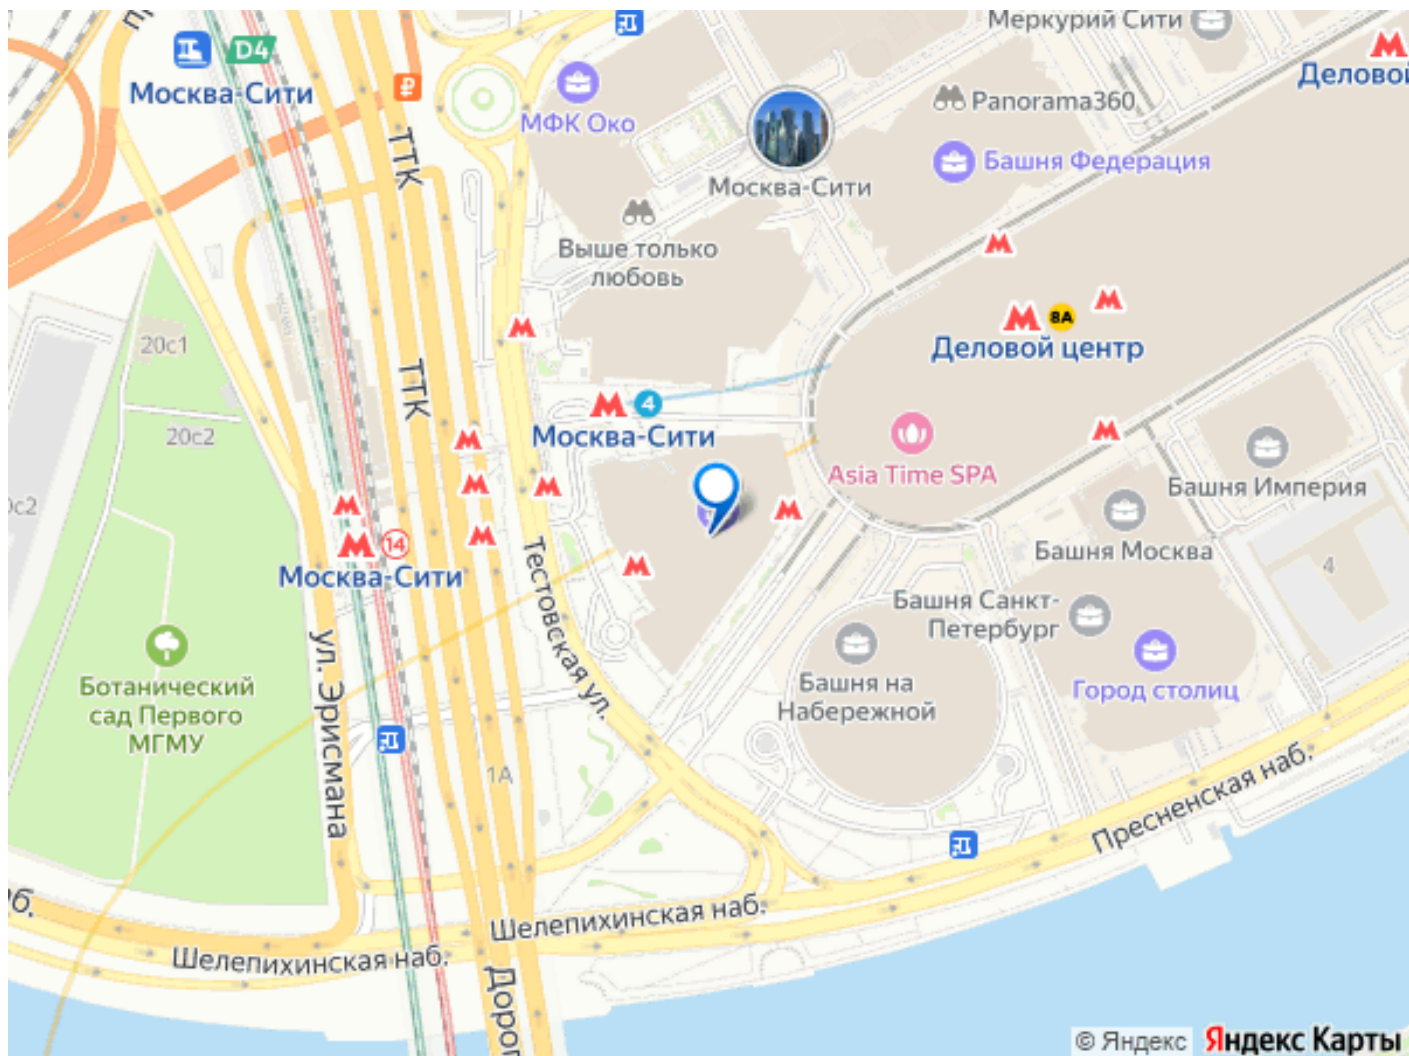 Меркурий Сити
D4
Москва-Сити
₽
Деловой
МФК Око
Panorama360
ТТК
Башня Федерация
Москва-Сити
Выше только
любовь
8А
Деловой центр
20с1
ТТК
4
Москва-Сити
20с2
Asia Time SPA
Башня Империя
14
Москва-Сити
Башня Москва
4
Тестовская ул.
Башня Санкт-
Петербург
ул. Эрисмана
Ботанический
сад Первого
МГМУ
Башня на
Набережной
Город столиц
1А
Пресненская наб.
Шелепихинская наб.
Шелепихинская наб.
Дорог
© Яндекс Яндекс Карты